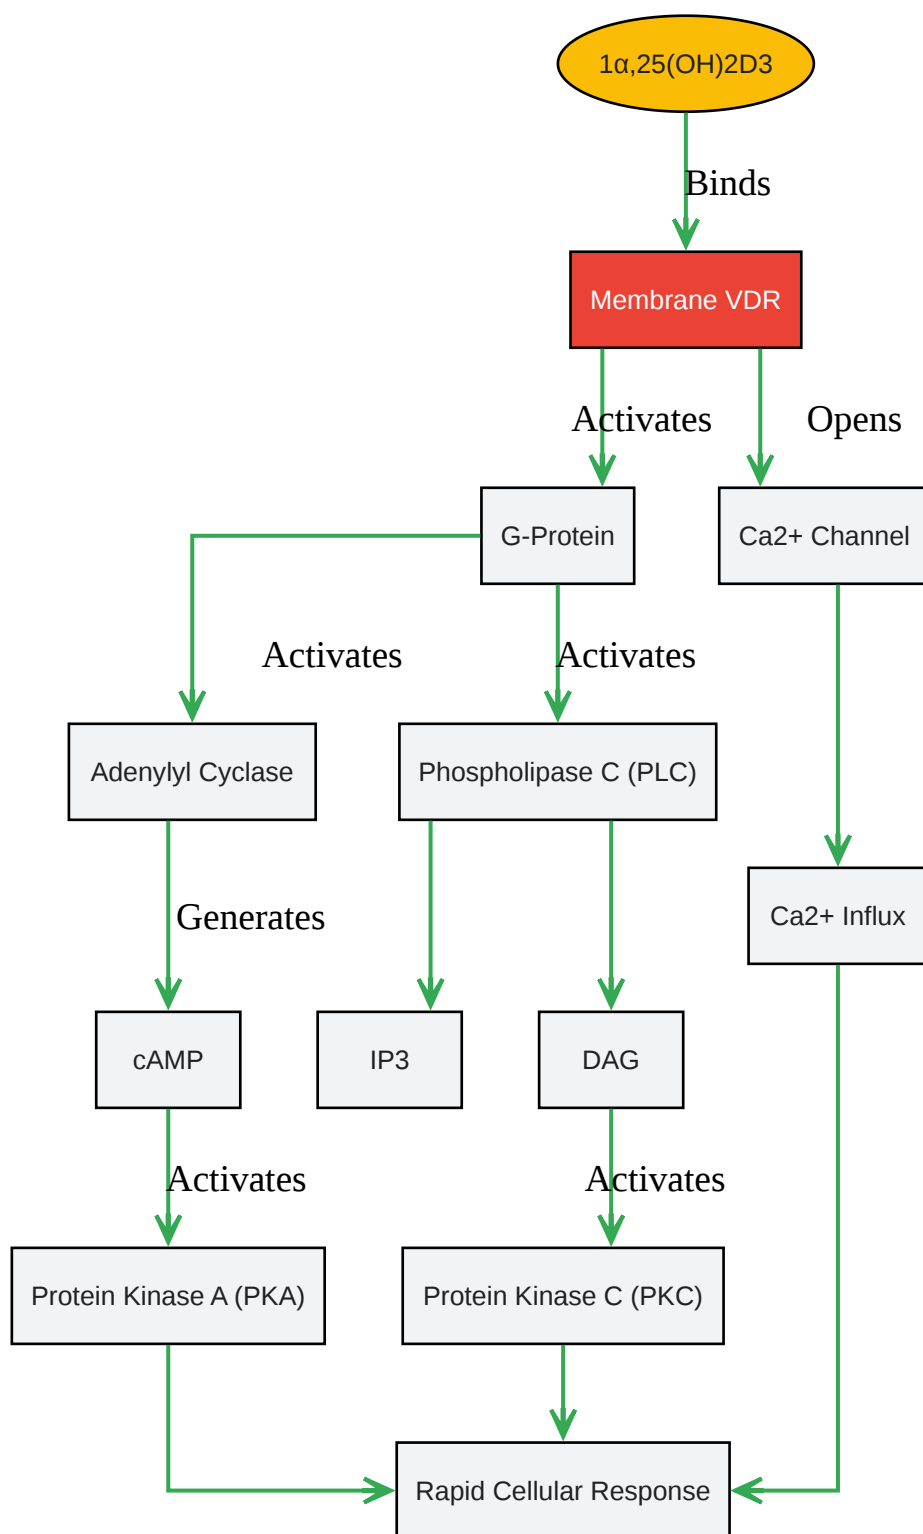 1α,25(OH)2D3
Binds
Membrane VDR
Activates
Opens
G-Protein
Ca2+ Channel
Activates
Activates
Adenylyl Cyclase
Phospholipase C (PLC)
Generates
Ca2+ Influx
cAMP
IP3
DAG
Activates
Activates
Protein Kinase A (PKA)
Protein Kinase C (PKC)
Rapid Cellular Response